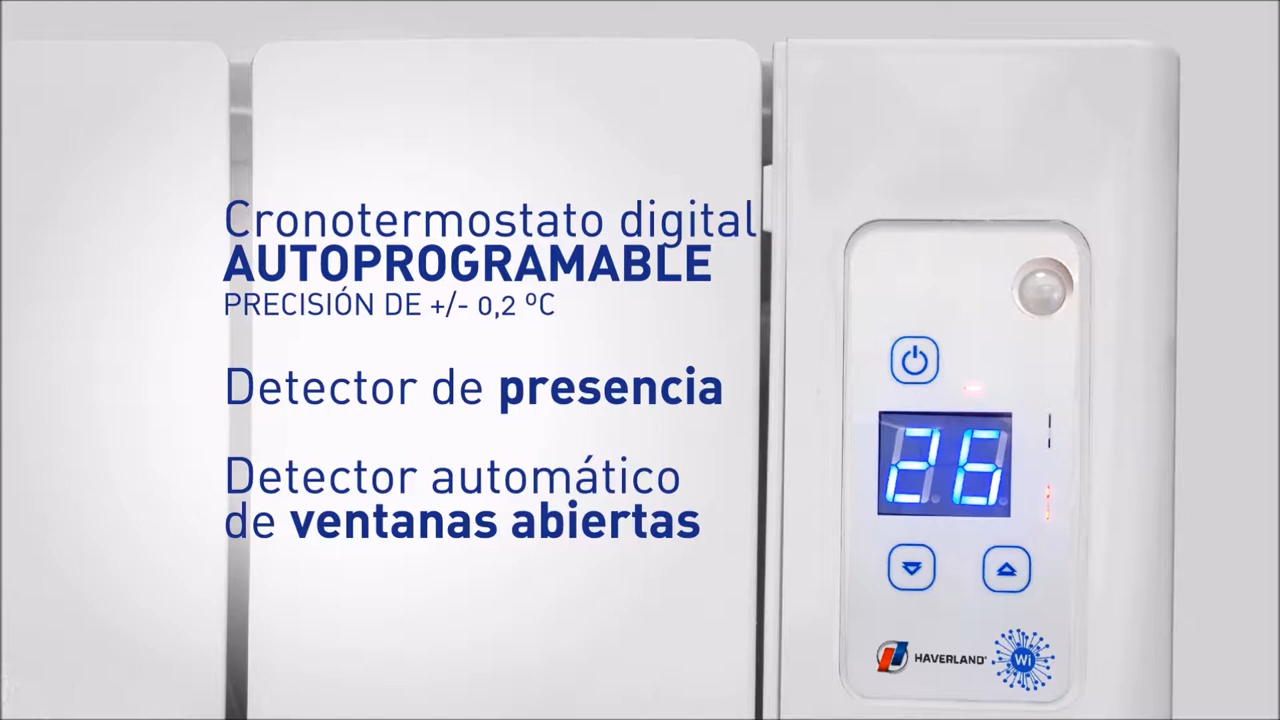 Cronotermostato digital
AUTOPROGRAMABLE
PRECISIÓN DE +/- 0,2 ºC
Detector de presencia
Detector automático
de ventanas abiertas
26
HAVERLAND
Wi